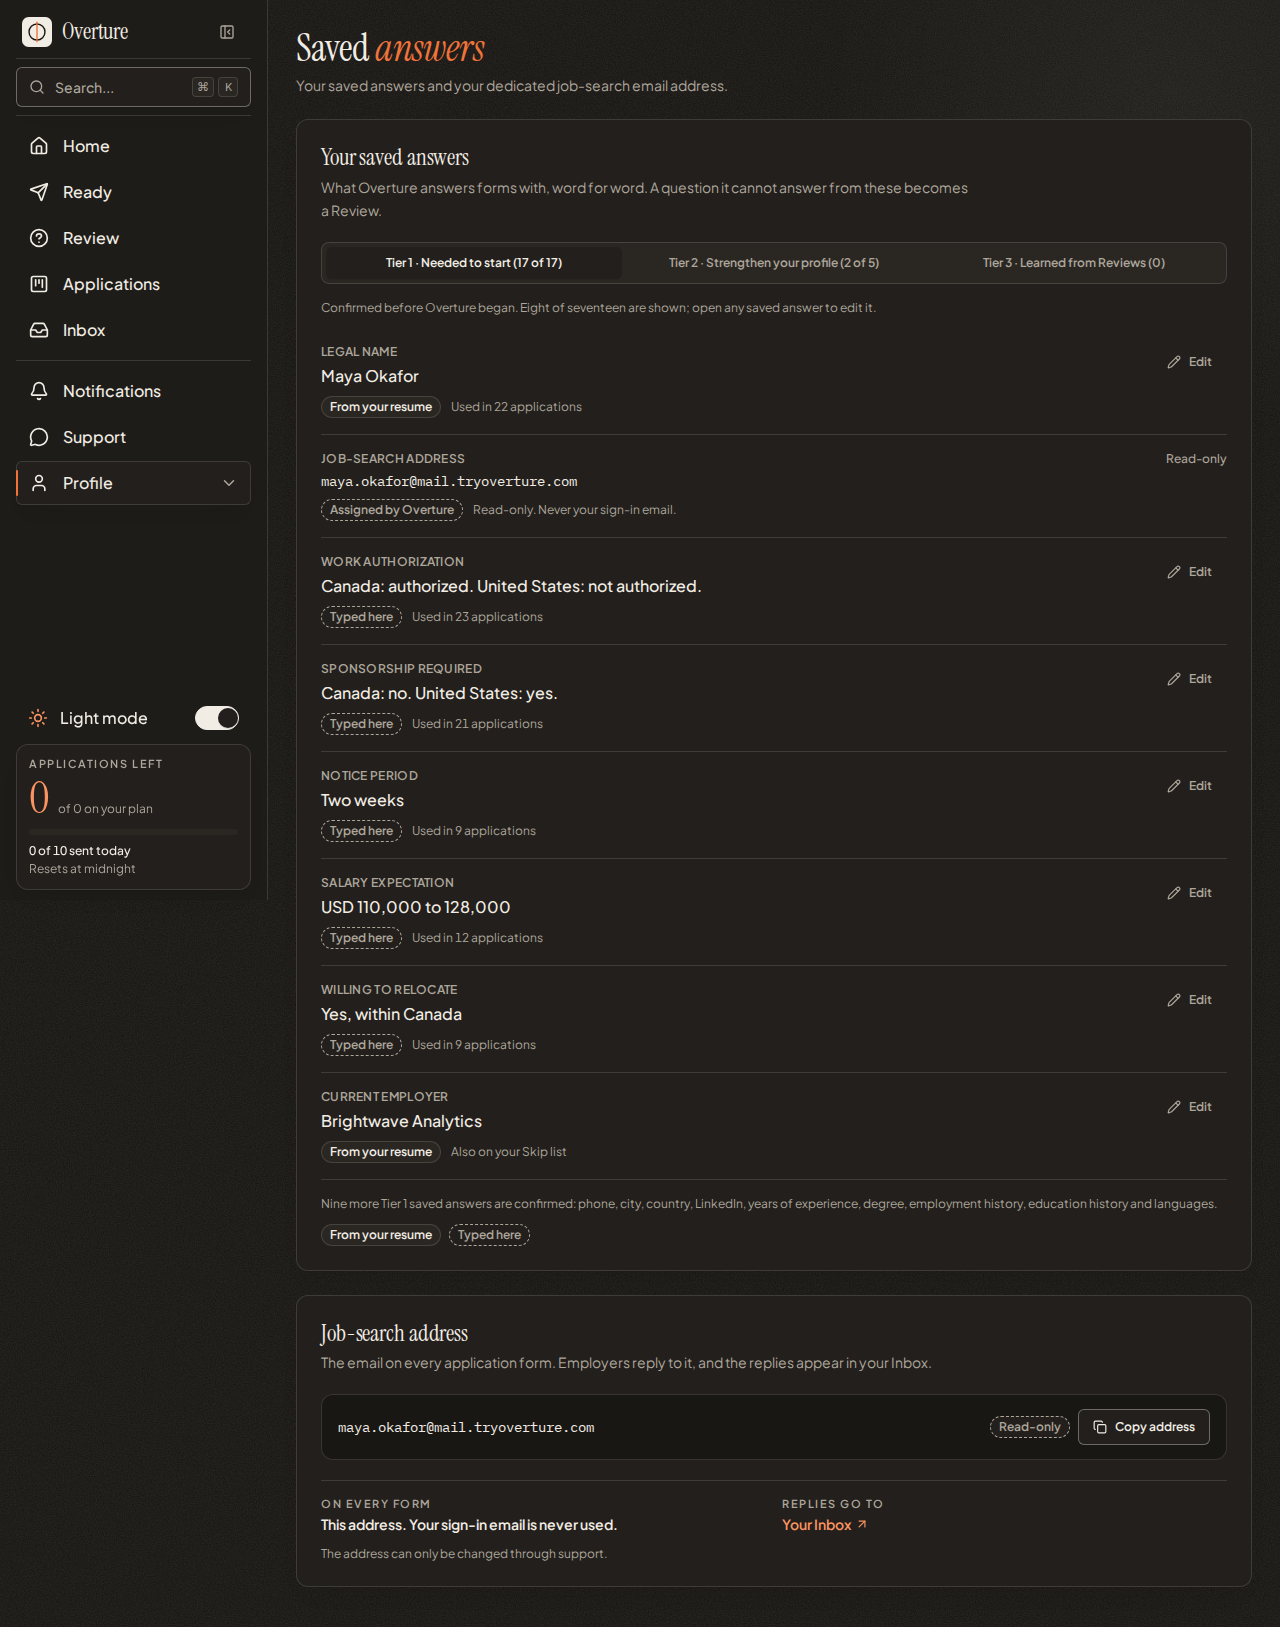 Overture
Search...
⌘ K
Home
Ready
Review
Applications
Inbox
Notifications
Support
Profile
Light mode
APPLICATIONS LEFT
0 of 0 on your plan
0 of 10 sent today
Resets at midnight
Saved answers
Your saved answers and your dedicated job-search email address.
Your saved answers
What Overture answers forms with, word for word. A question it cannot answer from these becomes
a Review.
Tier 1 · Needed to start (17 of 17)
Tier 2 · Strengthen your profile (2 of 5)
Tier 3 · Learned from Reviews (0)
Confirmed before Overture began. Eight of seventeen are shown; open any saved answer to edit it.
LEGAL NAME
Edit
Maya Okafor
From your resume Used in 22 applications
JOB-SEARCH ADDRESS
Read-only
maya.okafor@mail.tryoverture.com
Assigned by Overture Read-only. Never your sign-in email.
WORK AUTHORIZATION
Edit
Canada: authorized. United States: not authorized.
Typed here Used in 23 applications
SPONSORSHIP REQUIRED
Edit
Canada: no. United States: yes.
Typed here Used in 21 applications
NOTICE PERIOD
Edit
Two weeks
Typed here Used in 9 applications
SALARY EXPECTATION
Edit
USD 110,000 to 128,000
Typed here Used in 12 applications
WILLING TO RELOCATE
Edit
Yes, within Canada
Typed here Used in 9 applications
CURRENT EMPLOYER
Edit
Brightwave Analytics
From your resume Also on your Skip list
Nine more Tier 1 saved answers are confirmed: phone, city, country, LinkedIn, years of experience, degree, employment history, education history and languages.
From your resume Typed here
Job-search address
The email on every application form. Employers reply to it, and the replies appear in your Inbox.
maya.okafor@mail.tryoverture.com
Read-only
Copy address
ON EVERY FORM
This address. Your sign-in email is never used.
REPLIES GO TO
Your Inbox
The address can only be changed through support.